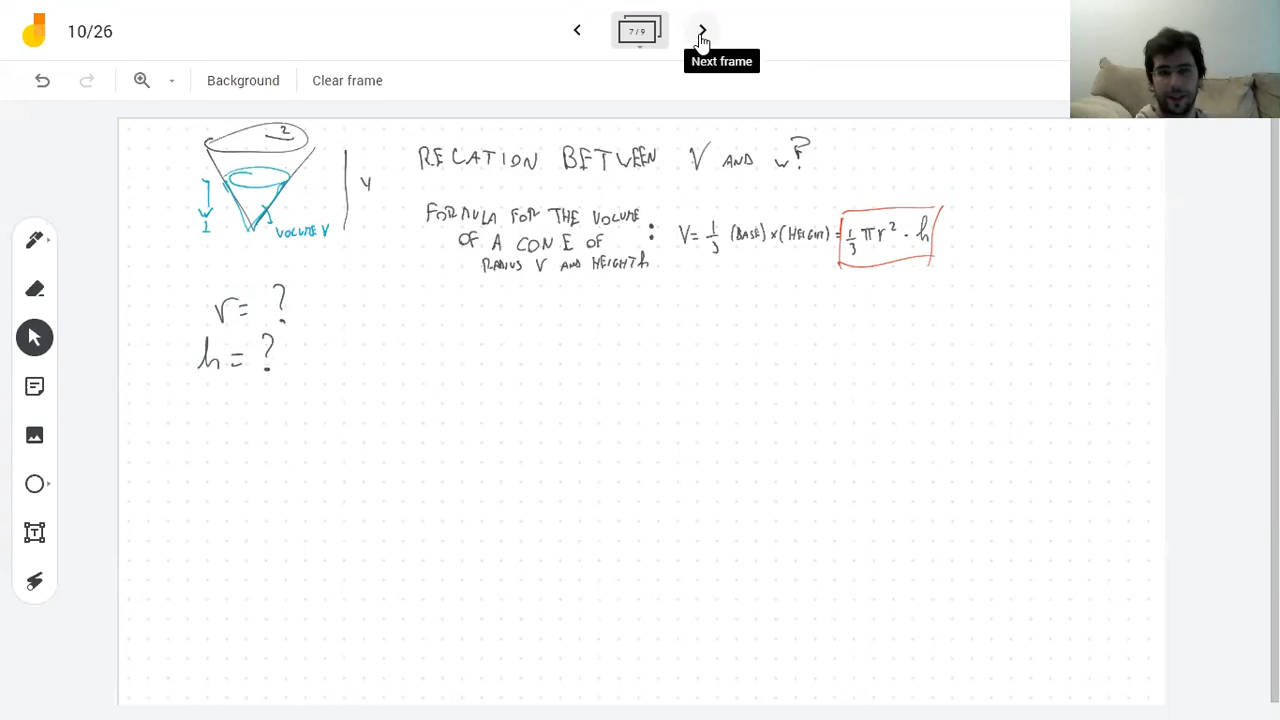 10/26
7/9
Next frame
Background
Clear frame
2
4
1
VOLUME V
RELATION BETWEEN V AND w?
FORMULA FOR THE VOLUME
OF A CONE OF
RADIUS V AND HEIGHT h
: V = 1/3 (BASE) × (HEIGHT) = 1/3 πr² · h
r = ?
h = ?